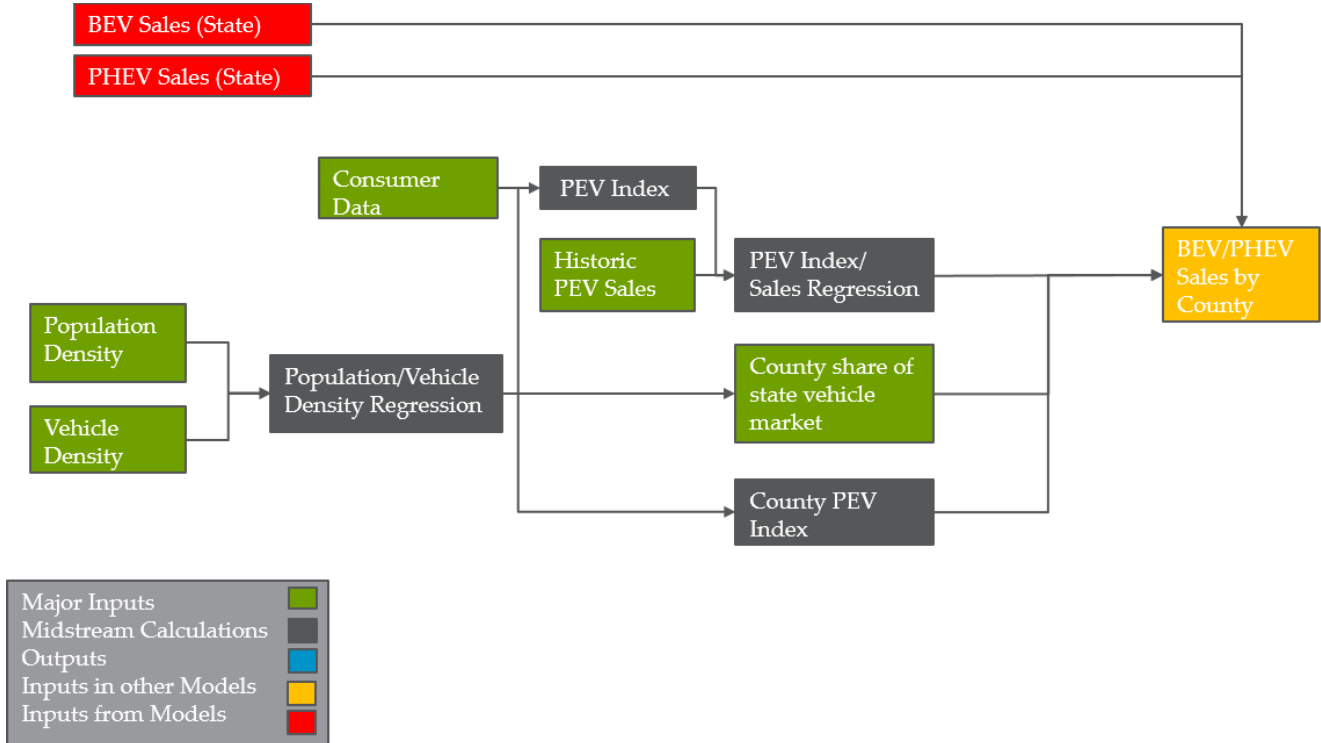 BEV Sales (State)
PHEV Sales (State)
Consumer
Data
PEV Index
Historic
PEV Sales
PEV Index/
Sales Regression
BEV/PHEV
Sales by
County
Population
Density
Vehicle
Density
Population/Vehicle
Density Regression
County share of
state vehicle
market
County PEV
Index
Major Inputs
Midstream Calculations
Outputs
Inputs in other Models
Inputs from Models